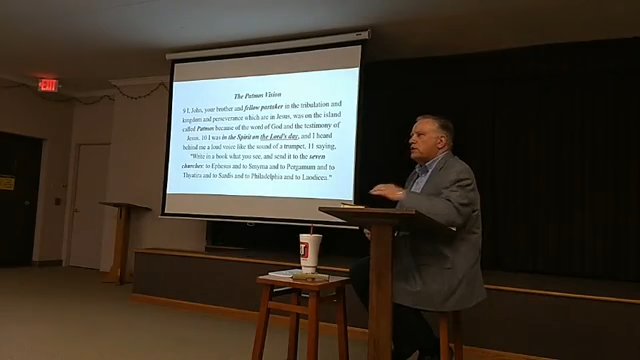 EXIT
The Patmos Vision
9 I, John, your brother and fellow partaker in the tribulation and
kingdom and perseverance which are in Jesus, was on the island
called Patmos because of the word of God and the testimony of
Jesus. 10 I was in the Spirit on the Lord's day, and I heard
behind me a loud voice like the sound of a trumpet, 11 saying,
"Write in a book what you see, and send it to the seven
churches: to Ephesus and to Smyrna and to Pergamum and to
Thyatira and to Sardis and to Philadelphia and to Laodicea."